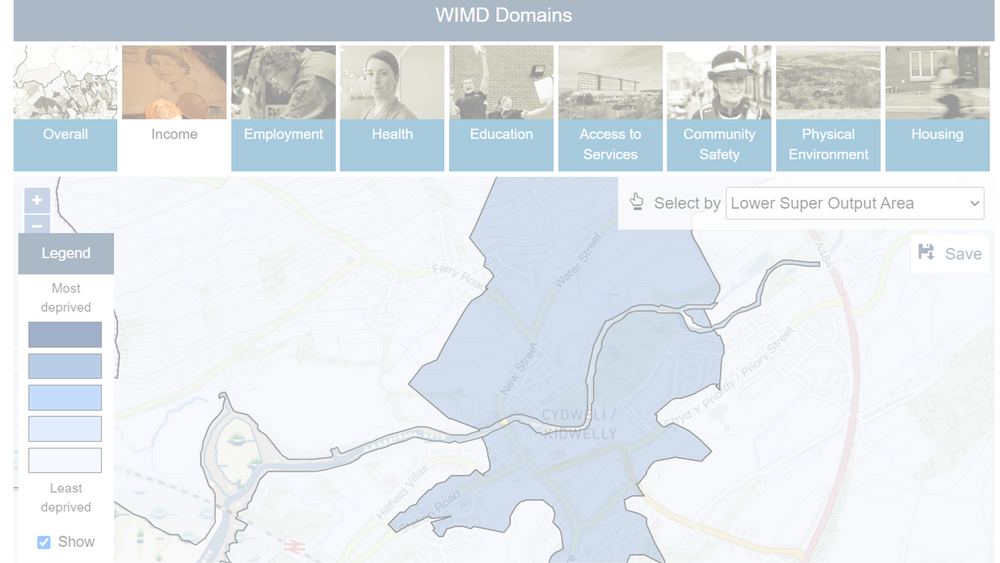 WIMD Domains
Overall
Income
Employment
Health
Education
Access to
Services
Community
Safety
Physical
Environment
Housing
+
−
Select by Lower Super Output Area
Save
Legend
Most
deprived
Least
deprived
Show
A484
Ferry Road
Water Street
New Street
Stryd Y Priordy / Priory Street
CYDWELI /
KIDWELLY
Hillfield Villas
Station Road